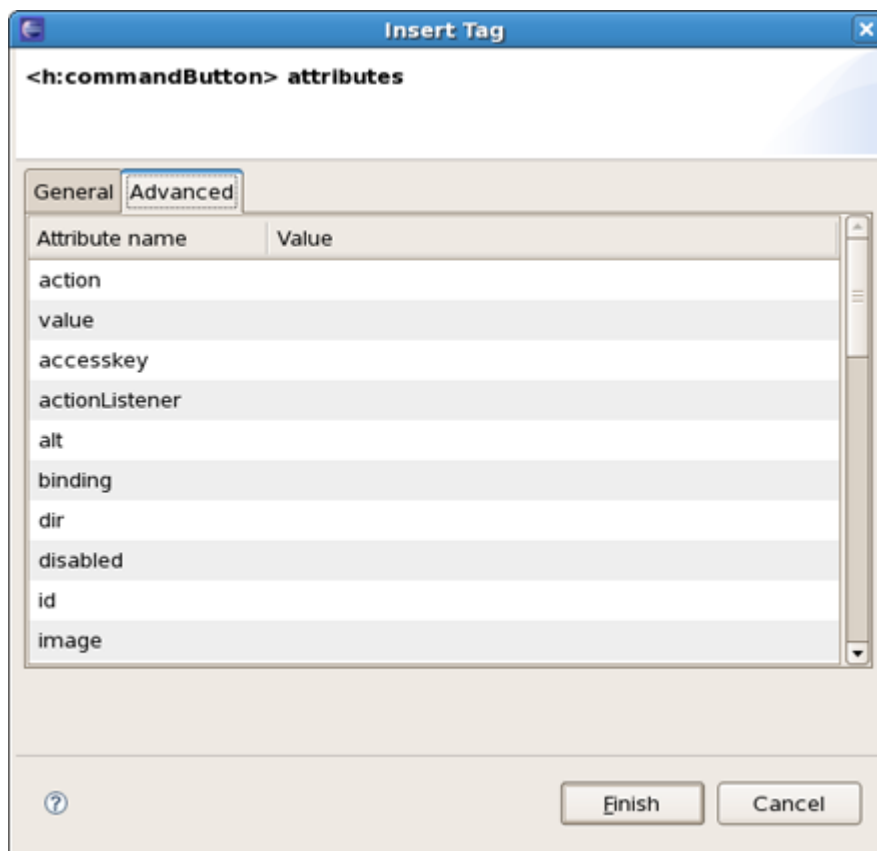 Insert Tag
<h:commandButton> attributes
General Advanced
Attribute name Value
action
value
accesskey
actionListener
alt
binding
dir
disabled
id
image
? Finish Cancel